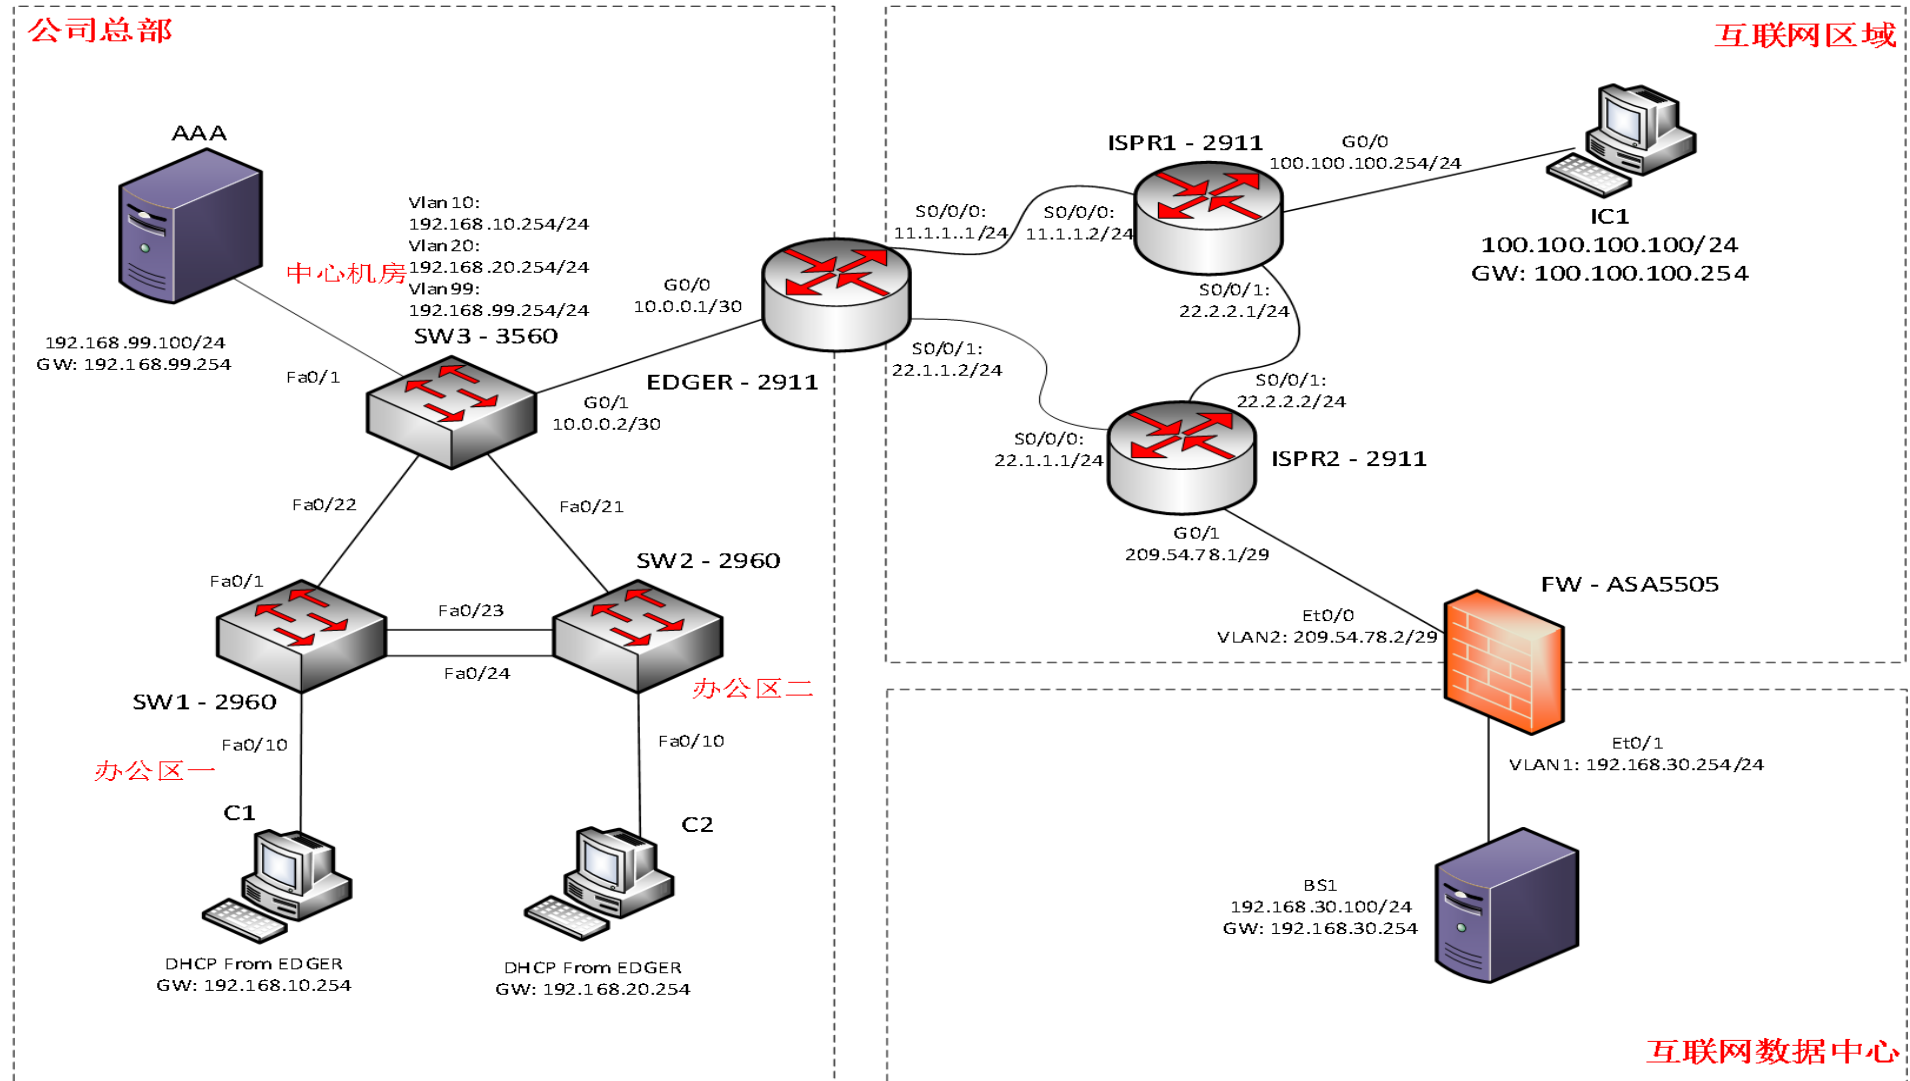 公司总部
互联网区域
AAA
ISPR1 - 2911
G0/0
100.100.100.254/24
Vlan 10:
192.168.10.254/24
Vlan 20:
192.168.20.254/24
Vlan 99:
192.168.99.254/24
中心机房
S0/0/0:
11.1.1..1/24
S0/0/0:
11.1.1.2/24
IC1
100.100.100.100/24
GW: 100.100.100.254
G0/0
10.0.0.1/30
S0/0/1:
22.2.2.1/24
192.168.99.100/24
GW: 192.168.99.254
SW3 - 3560
Fa0/1
EDGER - 2911
S0/0/1:
22.1.1.2/24
S0/0/1:
22.2.2.2/24
G0/1
10.0.0.2/30
S0/0/0:
22.1.1.1/24
ISPR2 - 2911
Fa0/22
Fa0/21
G0/1
209.54.78.1/29
SW2 - 2960
Fa0/1
FW - ASA5505
Fa0/23
Et0/0
VLAN2: 209.54.78.2/29
Fa0/24
SW1 - 2960
办公区二
Fa0/10
Fa0/10
Et0/1
VLAN1: 192.168.30.254/24
办公区一
C1
C2
BS1
192.168.30.100/24
GW: 192.168.30.254
DHCP From EDGER
GW: 192.168.10.254
DHCP From EDGER
GW: 192.168.20.254
互联网数据中心